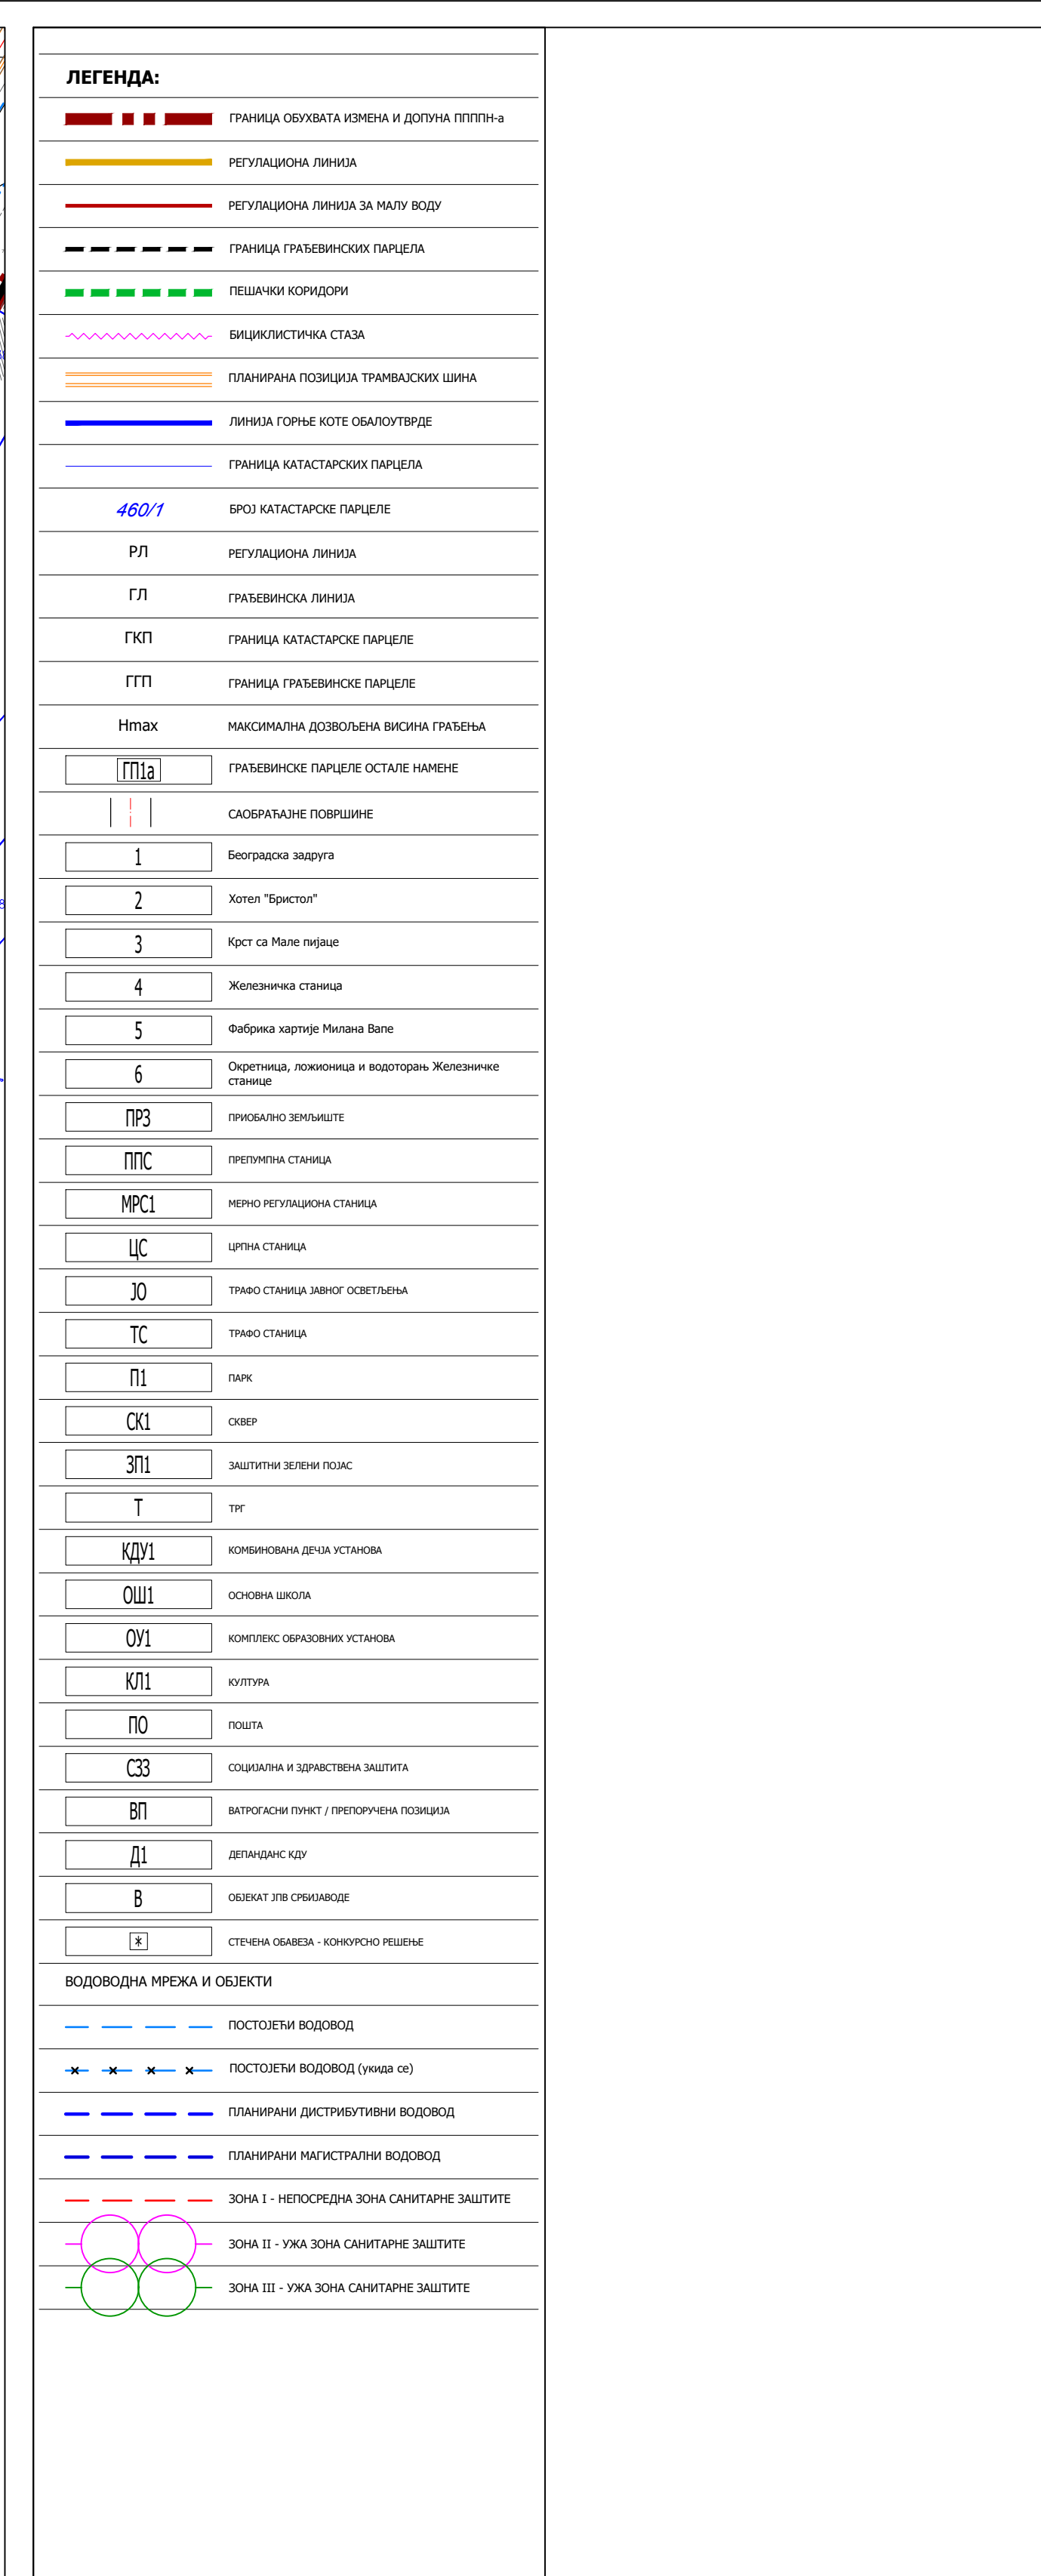 ЛЕГЕНДА:
ГРАНИЦА ОБУХВАТА ИЗМЕНА И ДОПУНА ПППпН-а
РЕГУЛАЦИОНА ЛИНИЈА
РЕГУЛАЦИОНА ЛИНИЈА ЗА МАЛУ ВОДУ
ГРАНИЦА ГРАЂЕВИНСКИХ ПАРЦЕЛА
ПЕШАЧКИ КОРИДОРИ
БИЦИКЛИСТИЧКА СТАЗА
ПЛАНИРАНА ПОЗИЦИЈА ТРАМВАЈСКИХ ШИНА
ЛИНИЈА ГОРЊЕ КОТЕ ОБАЛОУТВРДЕ
ГРАНИЦА КАТАСТАРСКИХ ПАРЦЕЛА
460/1 БРОЈ КАТАСТАРСКЕ ПАРЦЕЛЕ
РЛ РЕГУЛАЦИОНА ЛИНИЈА
ГЛ ГРАЂЕВИНСКА ЛИНИЈА
ГКП ГРАНИЦА КАТАСТАРСКЕ ПАРЦЕЛЕ
ГГП ГРАНИЦА ГРАЂЕВИНСКЕ ПАРЦЕЛЕ
Hmax МАКСИМАЛНА ДОЗВОЉЕНА ВИСИНА ГРАЂЕЊА
ГП1а ГРАЂЕВИНСКЕ ПАРЦЕЛЕ ОСТАЛЕ НАМЕНЕ
САОБРАЋАЈНЕ ПОВРШИНЕ
1 Београдска задруга
2 Хотел "Бристол"
3 Крст са Мале пијаце
4 Железничка станица
5 Фабрика хартије Милана Вапе
6 Окретница, ложионица и водоторањ Железничке
станице
ПРЗ ПРИОБАЛНО ЗЕМЉИШТЕ
ППС ПРЕПУМПНА СТАНИЦА
МРС1 МЕРНО РЕГУЛАЦИОНА СТАНИЦА
ЦС ЦРПНА СТАНИЦА
ЈО ТРАФО СТАНИЦА ЈАВНОГ ОСВЕТЉЕЊА
ТС ТРАФО СТАНИЦА
П1 ПАРК
СК1 СКВЕР
ЗП1 ЗАШТИТНИ ЗЕЛЕНИ ПОЈАС
Т ТРГ
КДУ1 КОМБИНОВАНА ДЕЧЈА УСТАНОВА
ОШ1 ОСНОВНА ШКОЛА
ОУ1 КОМПЛЕКС ОБРАЗОВНИХ УСТАНОВА
КЛ1 КУЛТУРА
ПО ПОШТА
СЗЗ СОЦИЈАЛНА И ЗДРАВСТВЕНА ЗАШТИТА
ВП ВАТРОГАСНИ ПУНКТ / ПРЕПОРУЧЕНА ПОЗИЦИЈА
Д1 ДЕПАНДАНС КДУ
В ОБЈЕКАТ ЈПВ СРБИЈАВОДЕ
* СТЕЧЕНА ОБАВЕЗА - КОНКУРСНО РЕШЕЊЕ
ВОДОВОДНА МРЕЖА И ОБЈЕКТИ
ПОСТОЈЕЋИ ВОДОВОД
ПОСТОЈЕЋИ ВОДОВОД (укида се)
ПЛАНИРАНИ ДИСТРИБУТИВНИ ВОДОВОД
ПЛАНИРАНИ МАГИСТРАЛНИ ВОДОВОД
ЗОНА I - НЕПОСРЕДНА ЗОНА САНИТАРНЕ ЗАШТИТЕ
ЗОНА II - УЖА ЗОНА САНИТАРНЕ ЗАШТИТЕ
ЗОНА III - УЖА ЗОНА САНИТАРНЕ ЗАШТИТЕ